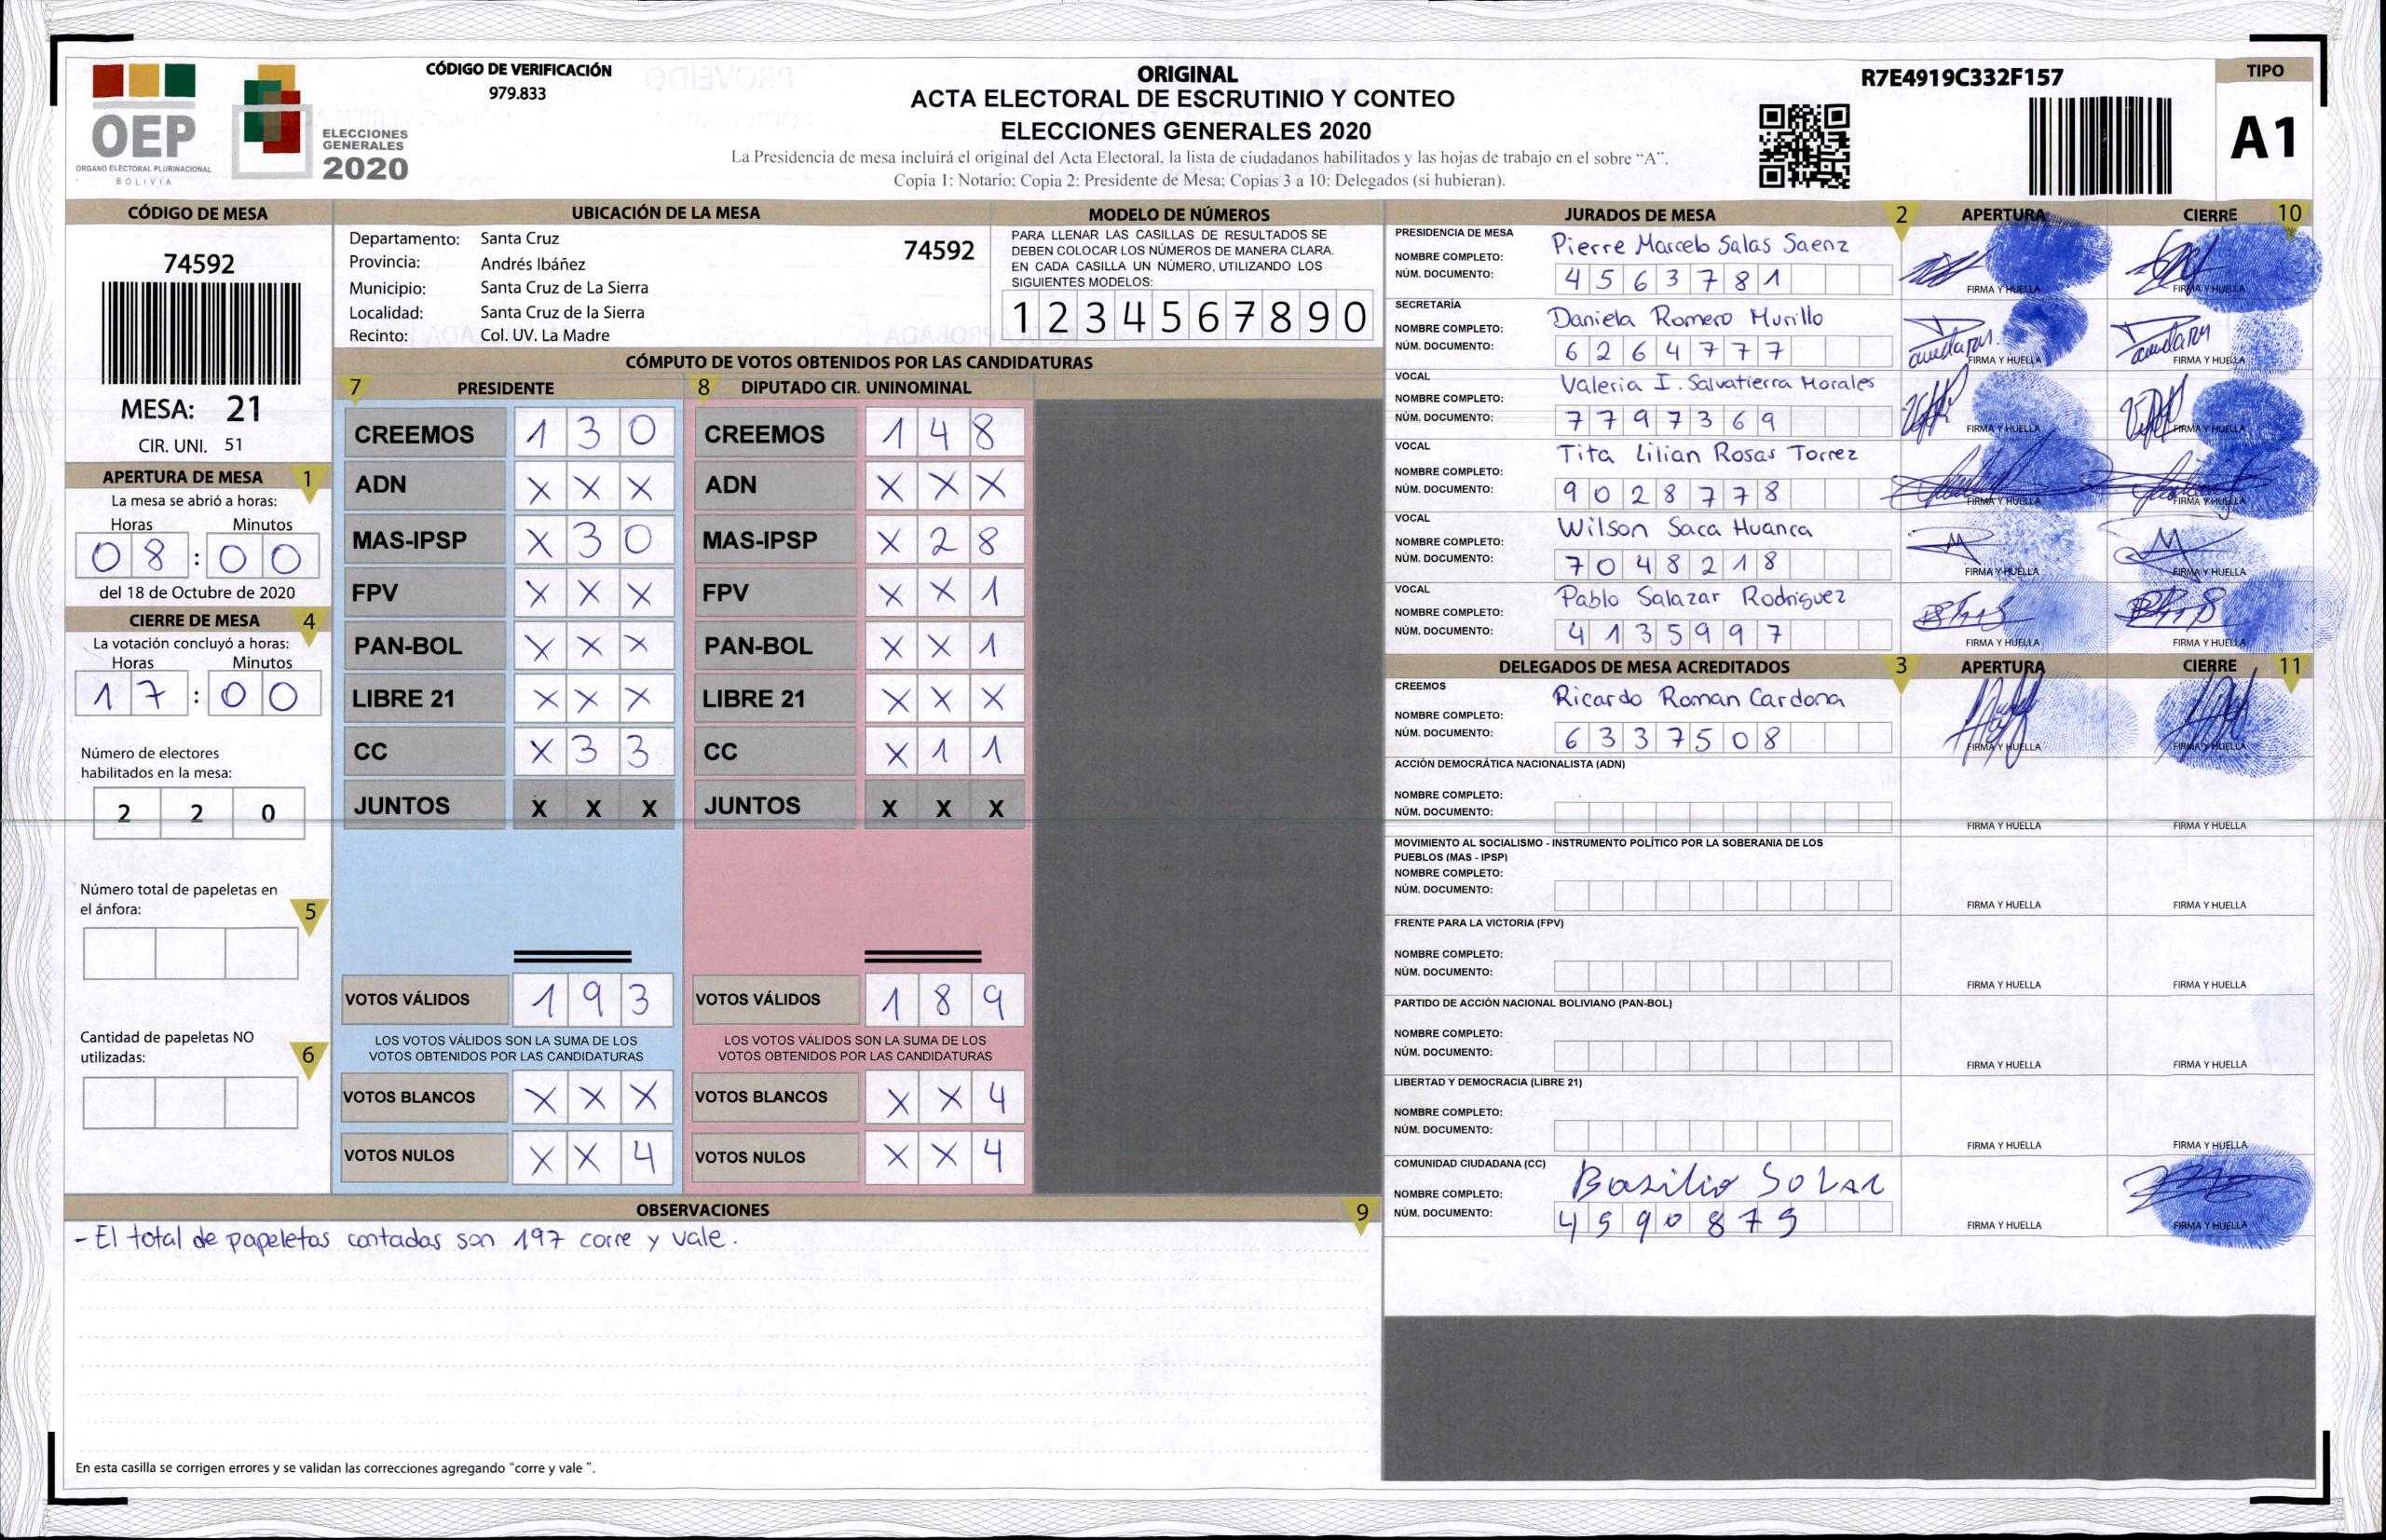 CÓDIGO DE VERIFICACIÓN
979.833
OEP
ÓRGANO ELECTORAL PLURINACIONAL
BOLIVIA
ELECCIONES
GENERALES
2020
ORIGINAL
ACTA ELECTORAL DE ESCRUTINIO Y CONTEO
ELECCIONES GENERALES 2020
La Presidencia de mesa incluirá el original del Acta Electoral, la lista de ciudadanos habilitados y las hojas de trabajo en el sobre "A".
Copia 1: Notario; Copia 2: Presidente de Mesa; Copias 3 a 10: Delegados (si hubieran).
R7E4919C332F157
TIPO
A1
CÓDIGO DE MESA
74592
MESA: 21
CIR. UNI. 51
APERTURA DE MESA 1
La mesa se abrió a horas:
Horas Minutos
08:00
del 18 de Octubre de 2020
CIERRE DE MESA 4
La votación concluyó a horas:
Horas Minutos
17:00
Número de electores
habilitados en la mesa:
2 2 0
Número total de papeletas en
el ánfora: 5
Cantidad de papeletas NO
utilizadas: 6
UBICACIÓN DE LA MESA
Departamento: Santa Cruz 74592
Provincia: Andrés Ibáñez
Municipio: Santa Cruz de La Sierra
Localidad: Santa Cruz de la Sierra
Recinto: Col. UV. La Madre
MODELO DE NÚMEROS
PARA LLENAR LAS CASILLAS DE RESULTADOS SE
DEBEN COLOCAR LOS NÚMEROS DE MANERA CLARA.
EN CADA CASILLA UN NÚMERO, UTILIZANDO LOS
SIGUIENTES MODELOS:
1 2 3 4 5 6 7 8 9 0
CÓMPUTO DE VOTOS OBTENIDOS POR LAS CANDIDATURAS
7 PRESIDENTE
CREEMOS 1 3 0
ADN X X X
MAS-IPSP X 3 0
FPV X X X
PAN-BOL X X X
LIBRE 21 X X X
CC X 3 3
JUNTOS X X X
VOTOS VÁLIDOS 1 9 3
LOS VOTOS VÁLIDOS SON LA SUMA DE LOS
VOTOS OBTENIDOS POR LAS CANDIDATURAS
VOTOS BLANCOS X X X
VOTOS NULOS X X 4
8 DIPUTADO CIR. UNINOMINAL
CREEMOS 1 4 8
ADN X X X
MAS-IPSP X 2 8
FPV X X 1
PAN-BOL X X 1
LIBRE 21 X X X
CC X 1 1
JUNTOS X X X
VOTOS VÁLIDOS 1 8 9
LOS VOTOS VÁLIDOS SON LA SUMA DE LOS
VOTOS OBTENIDOS POR LAS CANDIDATURAS
VOTOS BLANCOS X X 4
VOTOS NULOS X X 4
OBSERVACIONES 9
- El total de papeletas contadas son 197 corre y vale.
En esta casilla se corrigen errores y se validan las correcciones agregando "corre y vale ".
JURADOS DE MESA 2 APERTURA CIERRE 10
PRESIDENCIA DE MESA
NOMBRE COMPLETO: Pierre Marcelo Salas Saenz
NÚM. DOCUMENTO: 4563781 FIRMA Y HUELLA FIRMA Y HUELLA
SECRETARÍA
NOMBRE COMPLETO: Daniela Romero Murillo
NÚM. DOCUMENTO: 6264777 FIRMA Y HUELLA FIRMA Y HUELLA
VOCAL
NOMBRE COMPLETO: Valeria I. Salvatierra Morales
NÚM. DOCUMENTO: 7797369 FIRMA Y HUELLA FIRMA Y HUELLA
VOCAL
NOMBRE COMPLETO: Tita Lilian Rosas Torrez
NÚM. DOCUMENTO: 9028778 FIRMA Y HUELLA FIRMA Y HUELLA
VOCAL
NOMBRE COMPLETO: Wilson Saca Huanca
NÚM. DOCUMENTO: 7048218 FIRMA Y HUELLA FIRMA Y HUELLA
VOCAL
NOMBRE COMPLETO: Pablo Salazar Rodriguez
NÚM. DOCUMENTO: 4135997 FIRMA Y HUELLA FIRMA Y HUELLA
DELEGADOS DE MESA ACREDITADOS 3 APERTURA CIERRE 11
CREEMOS
NOMBRE COMPLETO: Ricardo Roman Cardona
NÚM. DOCUMENTO: 6337508 FIRMA Y HUELLA FIRMA Y HUELLA
ACCIÓN DEMOCRÁTICA NACIONALISTA (ADN)
NOMBRE COMPLETO:
NÚM. DOCUMENTO: FIRMA Y HUELLA FIRMA Y HUELLA
MOVIMIENTO AL SOCIALISMO - INSTRUMENTO POLÍTICO POR LA SOBERANIA DE LOS
PUEBLOS (MAS - IPSP)
NOMBRE COMPLETO:
NÚM. DOCUMENTO: FIRMA Y HUELLA FIRMA Y HUELLA
FRENTE PARA LA VICTORIA (FPV)
NOMBRE COMPLETO:
NÚM. DOCUMENTO: FIRMA Y HUELLA FIRMA Y HUELLA
PARTIDO DE ACCIÓN NACIONAL BOLIVIANO (PAN-BOL)
NOMBRE COMPLETO:
NÚM. DOCUMENTO: FIRMA Y HUELLA FIRMA Y HUELLA
LIBERTAD Y DEMOCRACIA (LIBRE 21)
NOMBRE COMPLETO:
NÚM. DOCUMENTO: FIRMA Y HUELLA FIRMA Y HUELLA
COMUNIDAD CIUDADANA (CC)
NOMBRE COMPLETO: Basilio
NÚM. DOCUMENTO: FIRMA Y HUELLA FIRMA Y HUELLA